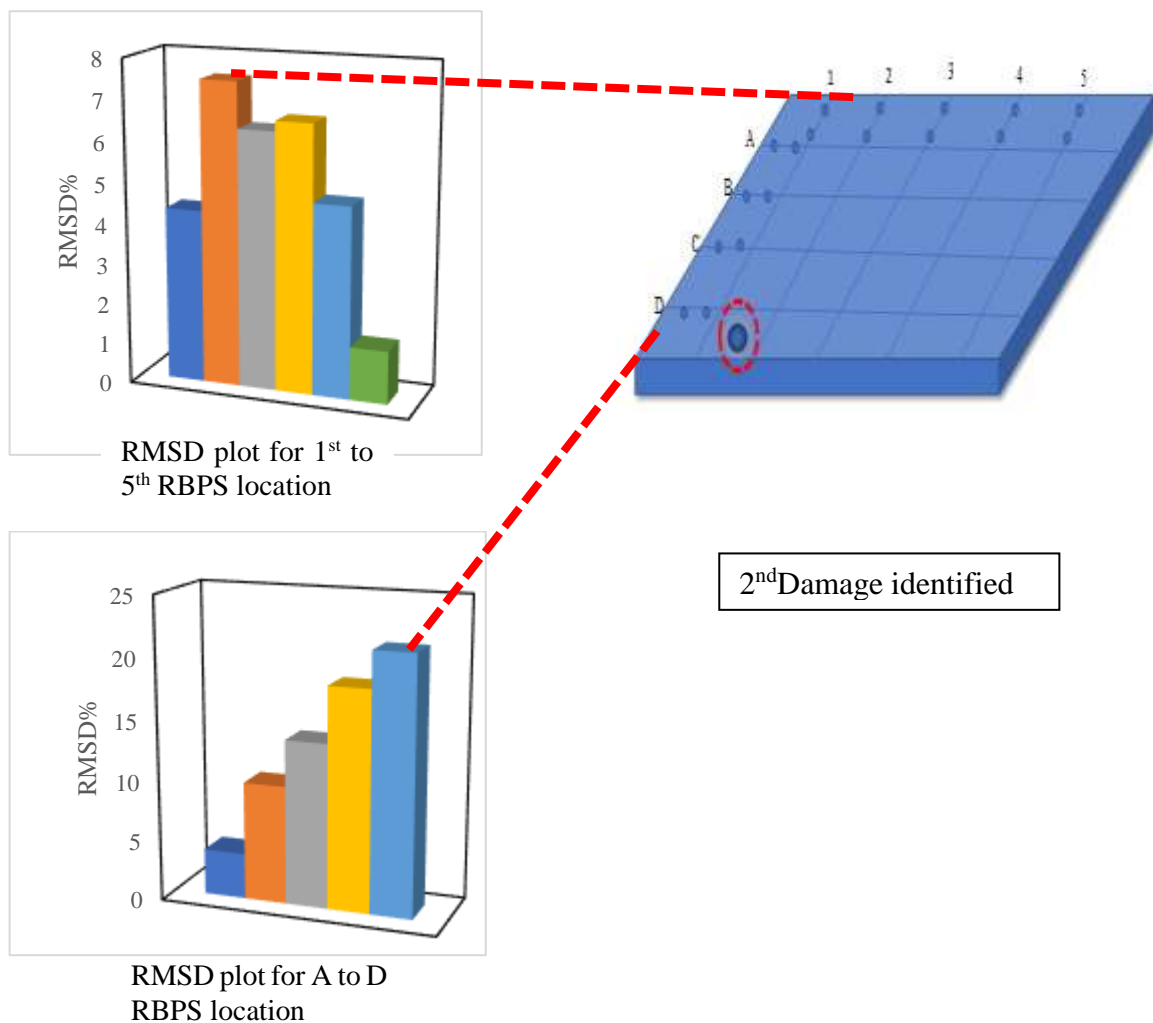 8
7
6
5
4
3
2
1
0
RMSD%
RMSD plot for 1st to
5th RBPS location
1 2 3 4 5
A
B
C
D
2ndDamage identified
25
20
15
10
5
0
RMSD%
RMSD plot for A to D
RBPS location